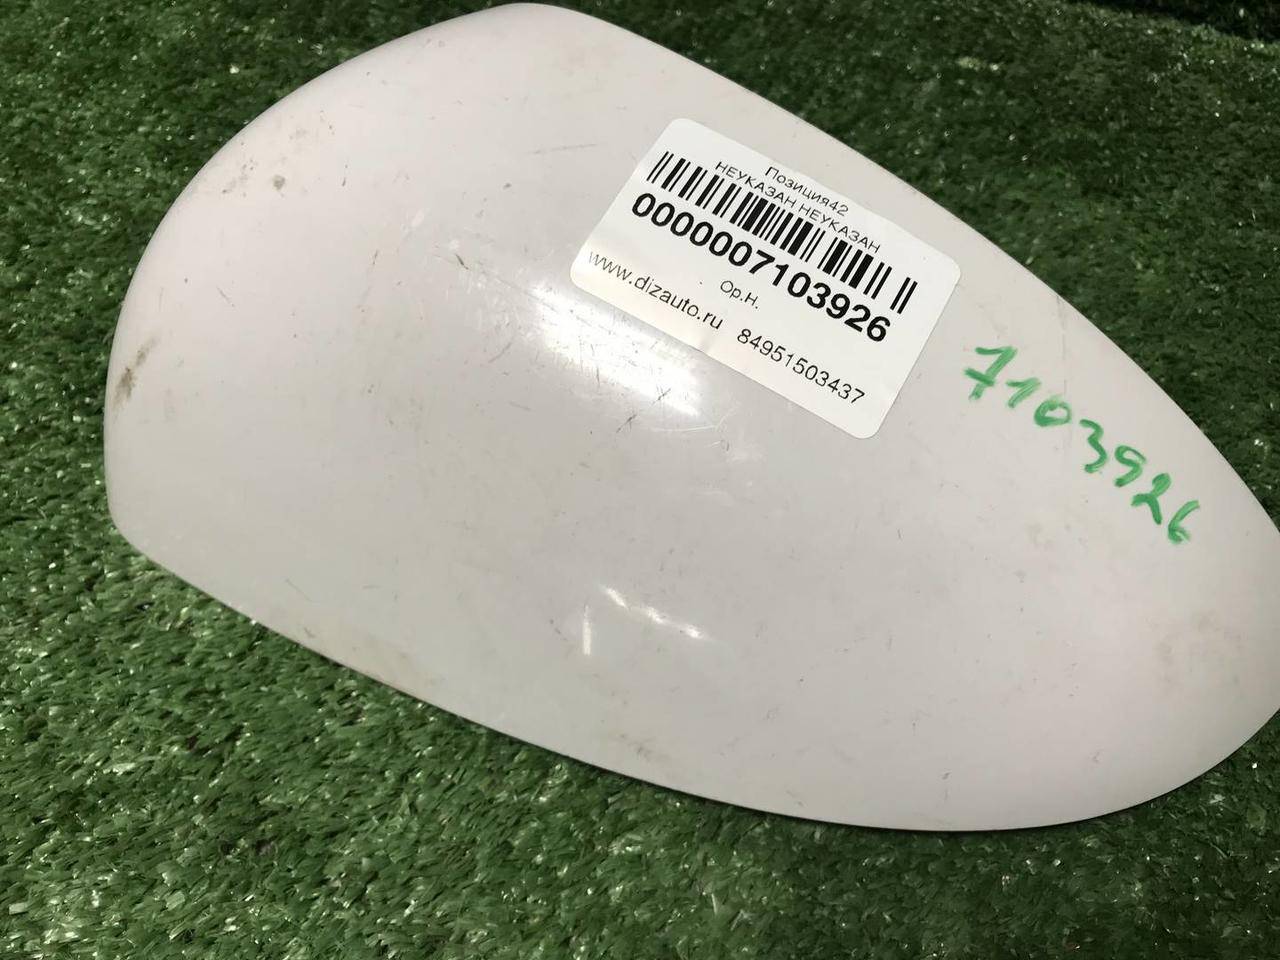 Позиция42
НЕУКАЗАН НЕУКАЗАН
0000007103926
Ор.Н.
www.dizauto.ru 84951503437
7103926